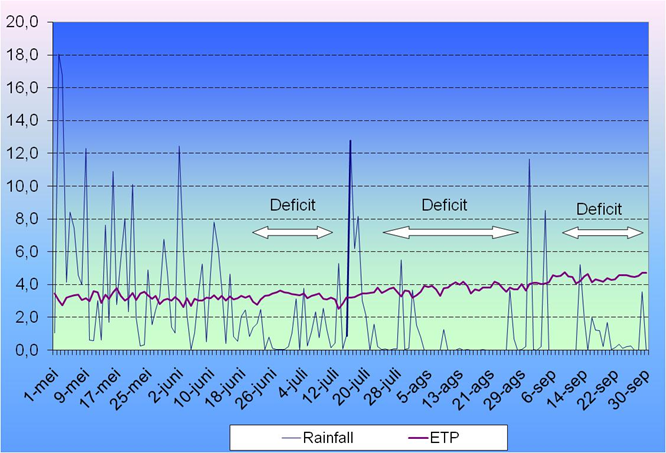 20,0
18,0
16,0
14,0
12,0
10,0
8,0
6,0
4,0
2,0
0,0
Deficit
Deficit
Deficit
1-mei
9-mei
17-mei
25-mei
2-juni
10-juni
18-juni
26-juni
4-juli
12-juli
20-juli
28-juli
5-ags
13-ags
21-ags
29-ags
6-sep
14-sep
22-sep
30-sep
Rainfall
ETP